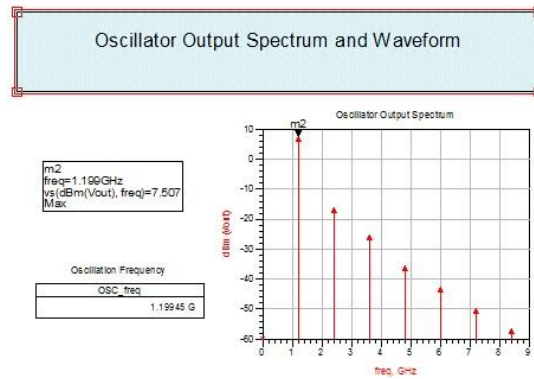 Oscillator Output Spectrum and Waveform
Oscillator Output Spectrum
m2
m2
freq=1.199GHz
vs(dBm(Vout), freq)=7.507
Max
Oscillation Frequency
OSC_freq
1.19945 G
dBm (Vout)
10
0
-10
-20
-30
-40
-50
-60
0 1 2 3 4 5 6 7 8 9
freq, GHz